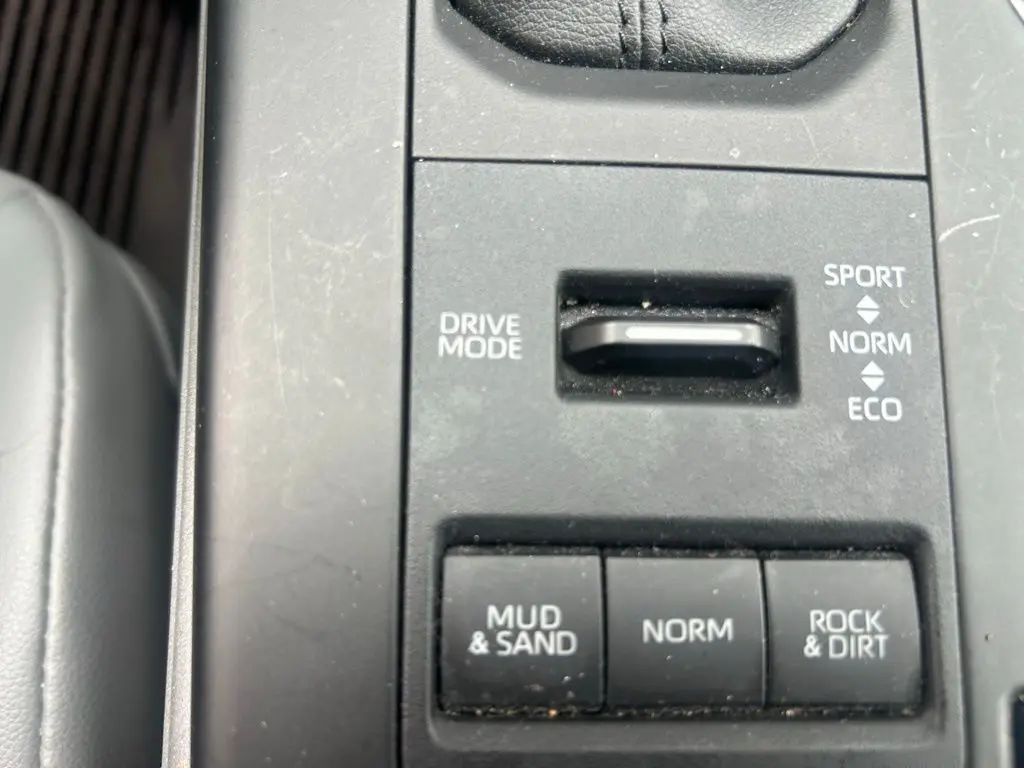 DRIVE
MODE
SPORT
NORM
ECO
MUD
& SAND
NORM
ROCK
& DIRT